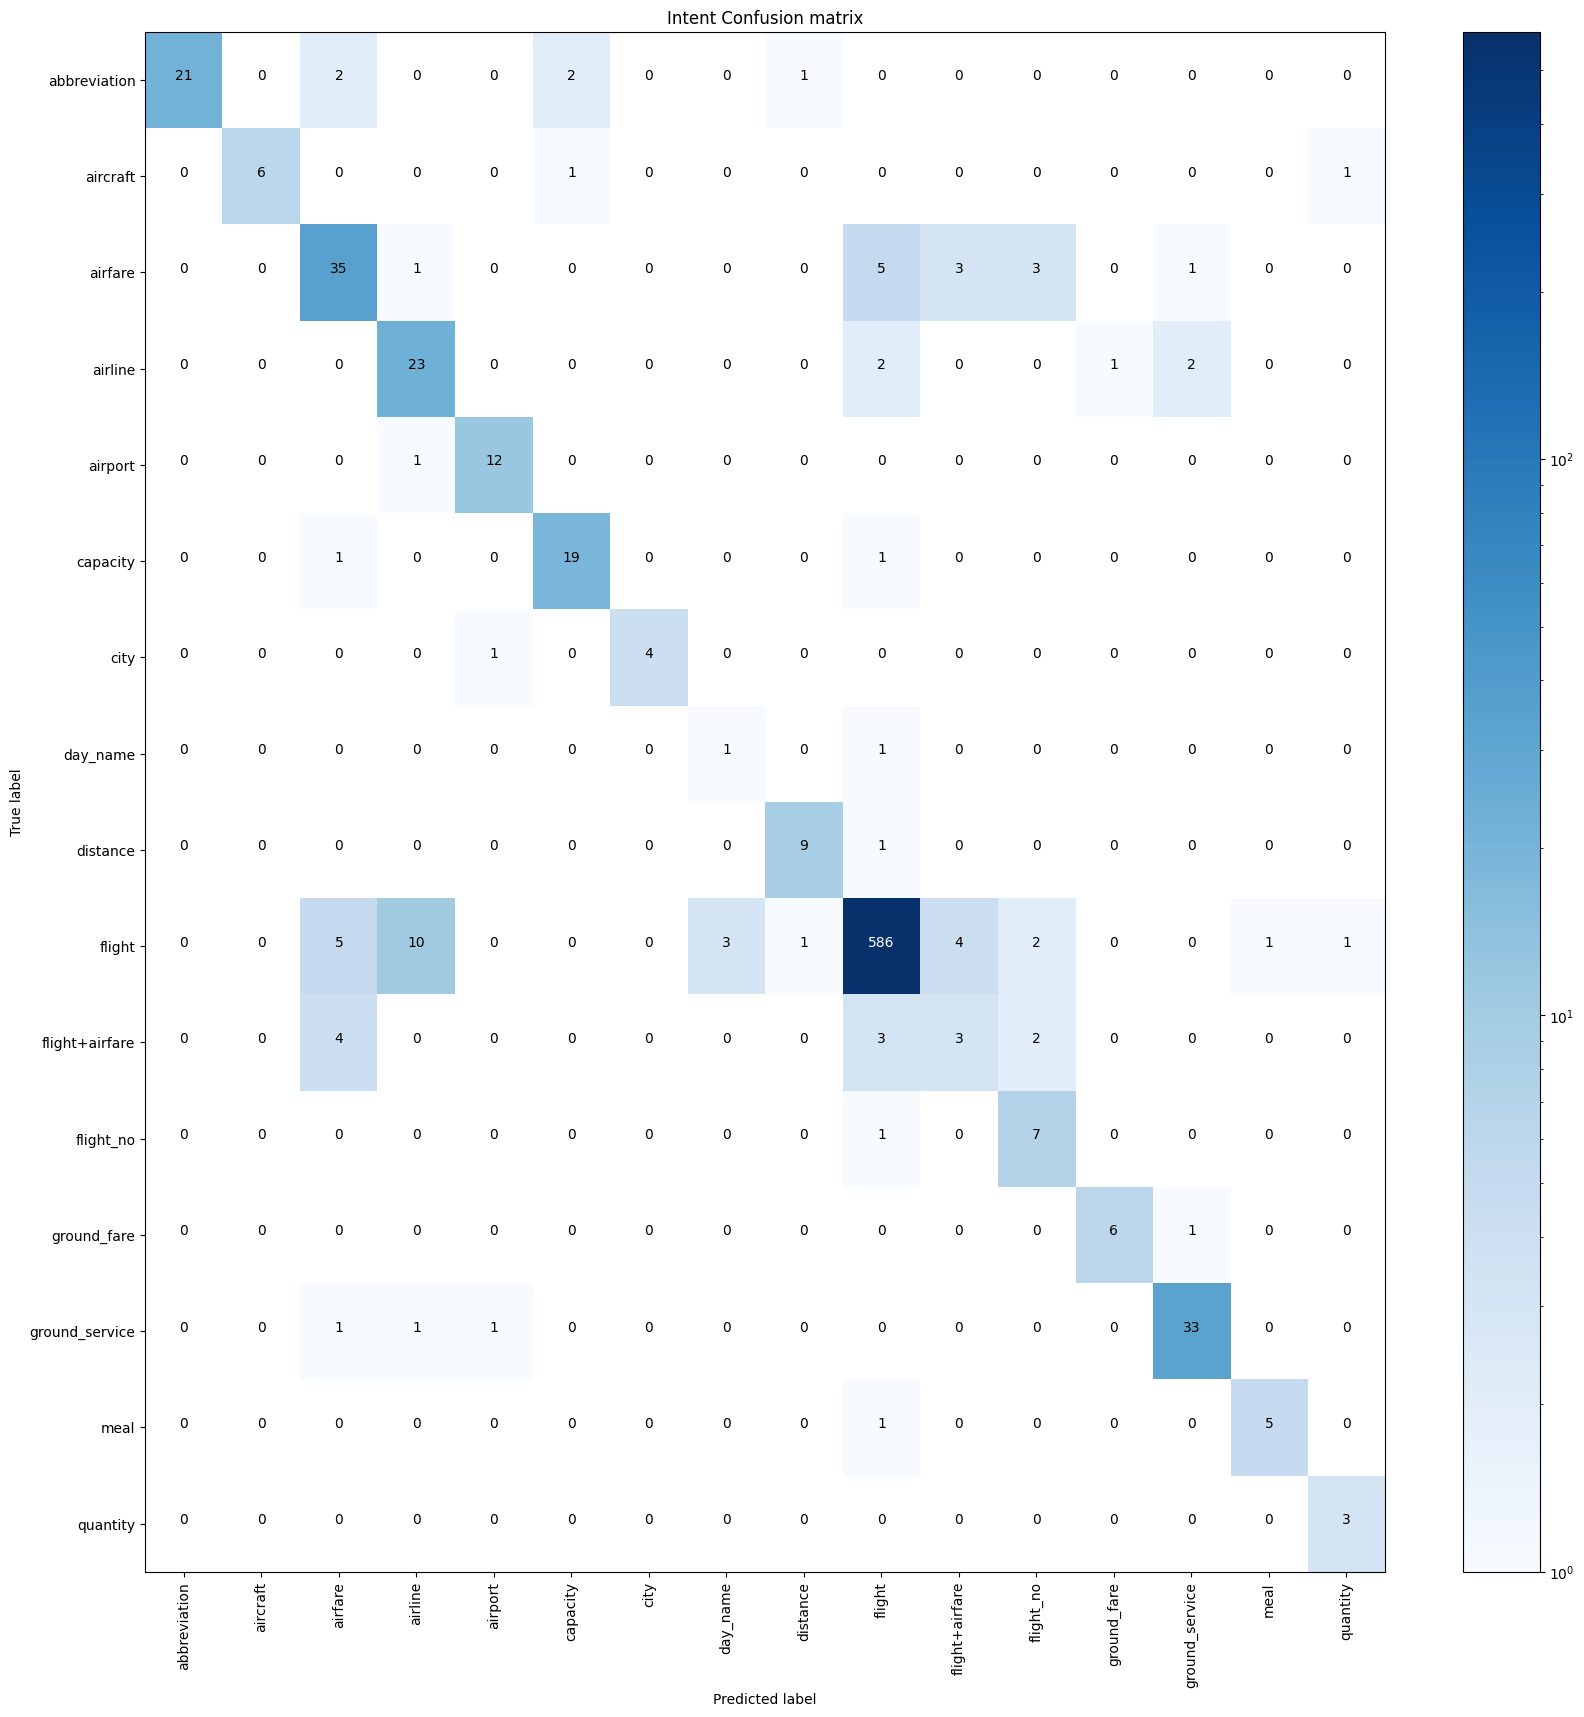 Intent Confusion matrix
abbreviation 21 0 2 0 0 2 0 0 1 0 0 0 0 0 0 0
aircraft 0 6 0 0 0 1 0 0 0 0 0 0 0 0 0 1
airfare 0 0 35 1 0 0 0 0 0 5 3 3 0 1 0 0
airline 0 0 0 23 0 0 0 0 0 2 0 0 1 2 0 0
airport 0 0 0 1 12 0 0 0 0 0 0 0 0 0 0 0
capacity 0 0 1 0 0 19 0 0 0 1 0 0 0 0 0 0
city 0 0 0 0 1 0 4 0 0 0 0 0 0 0 0 0
day_name 0 0 0 0 0 0 0 1 0 1 0 0 0 0 0 0
distance 0 0 0 0 0 0 0 0 9 1 0 0 0 0 0 0
flight 0 0 5 10 0 0 0 3 1 586 4 2 0 0 1 1
flight+airfare 0 0 4 0 0 0 0 0 0 3 3 2 0 0 0 0
flight_no 0 0 0 0 0 0 0 0 0 1 0 7 0 0 0 0
ground_fare 0 0 0 0 0 0 0 0 0 0 0 0 6 1 0 0
ground_service 0 0 1 1 1 0 0 0 0 0 0 0 0 33 0 0
meal 0 0 0 0 0 0 0 0 0 1 0 0 0 0 5 0
quantity 0 0 0 0 0 0 0 0 0 0 0 0 0 0 0 3
True label
abbreviation
aircraft
airfare
airline
airport
capacity
city
day_name
distance
flight
flight+airfare
flight_no
ground_fare
ground_service
meal
quantity
Predicted label
10²
10¹
10⁰